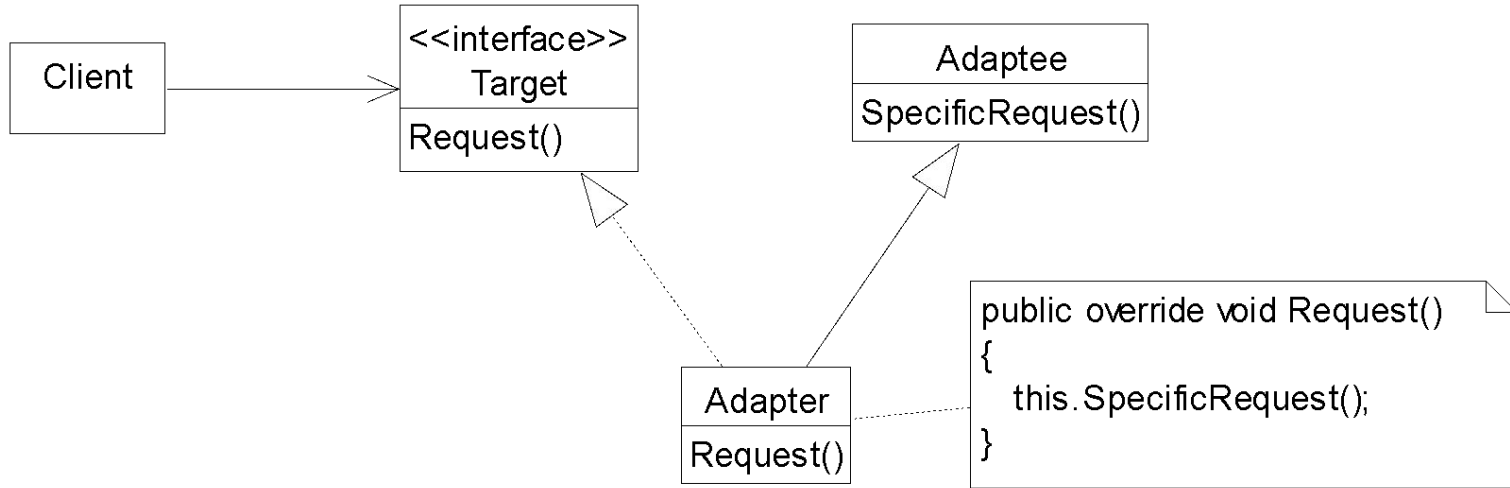 Client
<<interface>>
Target
Request()
Adaptee
SpecificRequest()
Adapter
Request()
public override void Request()
{
this.SpecificRequest();
}